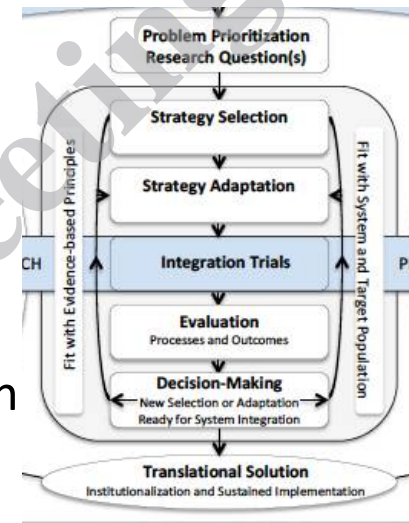 Problem Prioritization
Research Question(s)
Strategy Selection
Strategy Adaptation
Fit with Evidence-based Principles
Fit with System and Target Population
CH
Integration Trials
P
Evaluation
Processes and Outcomes
n
Decision-Making
New Selection or Adaptation
Ready for System Integration
Translational Solution
Institutionalization and Sustained Implementation
eeting